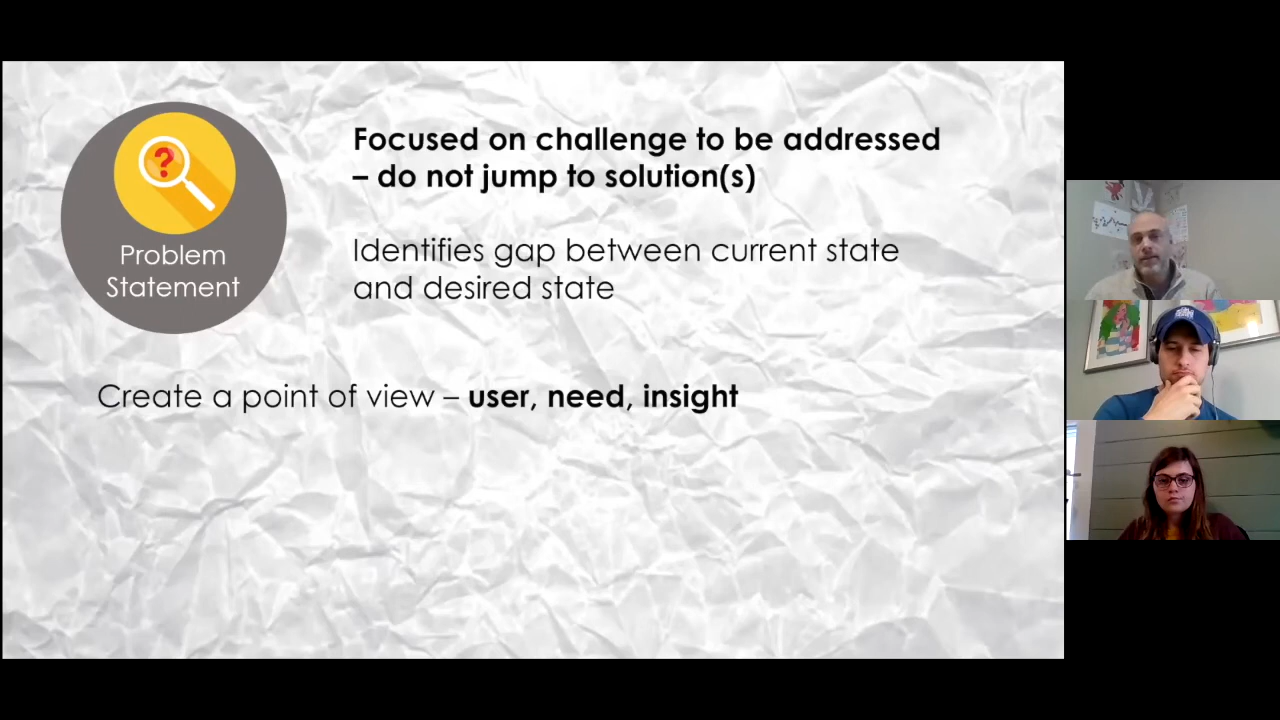 Problem
Statement
Focused on challenge to be addressed
– do not jump to solution(s)
Identifies gap between current state
and desired state
Create a point of view – user, need, insight